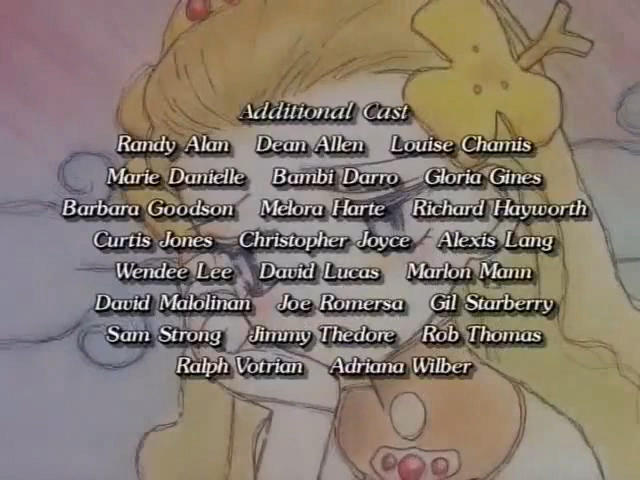 Additional Cast
Randy Alan Dean Allen Louise Chamis
Marie Danielle Bambi Darro Gloria Gines
Barbara Goodson Melora Harte Richard Hayworth
Curtis Jones Christopher Joyce Alexis Lang
Wendee Lee David Lucas Marlon Mann
David Malolinan Joe Romersa Gil Starberry
Sam Strong Jimmy Thedore Rob Thomas
Ralph Votrian Adriana Wilber